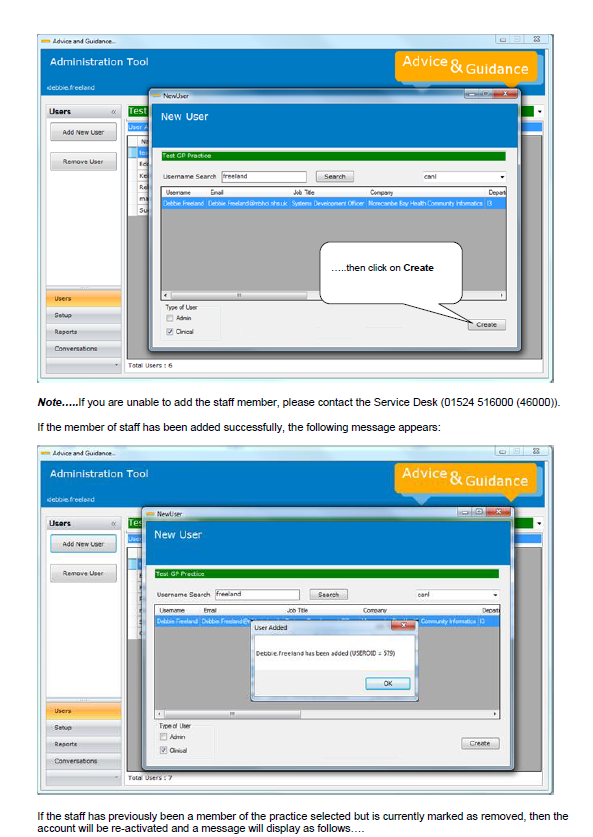 Advice and Guidance..
Administration Tool
Advice & Guidance
debbie.freeland
Users
Test
NewUser
New User
Add New User
User A
Remove User
Test GP Practice
Username Search freeland Search canl
Username Email Job Title Company Depart
Debbie Freeland Debbie.Freeland@mbhci.nhs.uk Systems Development Officer Morecambe Bay Health Community Informatics
.....then click on Create
Type of User
Admin
Clinical
Create
Users
Setup
Reports
Conversations
Total Users : 6
Note.....If you are unable to add the staff member, please contact the Service Desk (01524 516000 (46000)).
If the member of staff has been added successfully, the following message appears:
Advice and Guidance..
Administration Tool
Advice & Guidance
debbie.freeland
Users
Tes
NewUser
New User
Add New User
User
Remove User
Test GP Practice
Username Search freeland Search canl
Username Email Job Title Company Depart
Debbie Freeland Debbie.Freeland@ Community Informatics
User Added
Debbie.Freeland has been added (USEROID = 579)
OK
Type of User
Admin
Clinical
Create
Users
Setup
Reports
Conversations
Total Users : 7
If the staff has previously been a member of the practice selected but is currently marked as removed, then the
account will be re-activated and a message will display as follows….